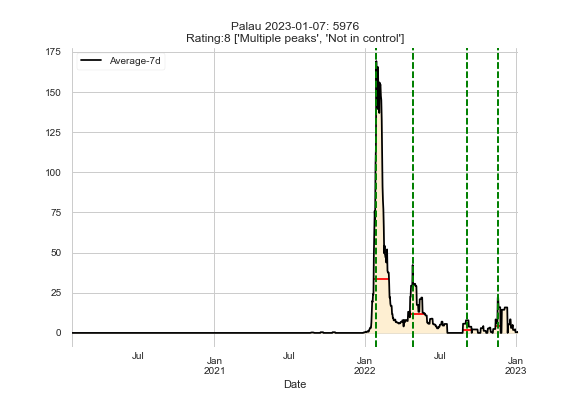 Palau 2023-01-07: 5976
Rating:8 ['Multiple peaks', 'Not in control']
Average-7d
175
150
125
100
75
50
25
0
Jul
Jan
2021
Jul
Jan
2022
Jul
Jan
2023
Date